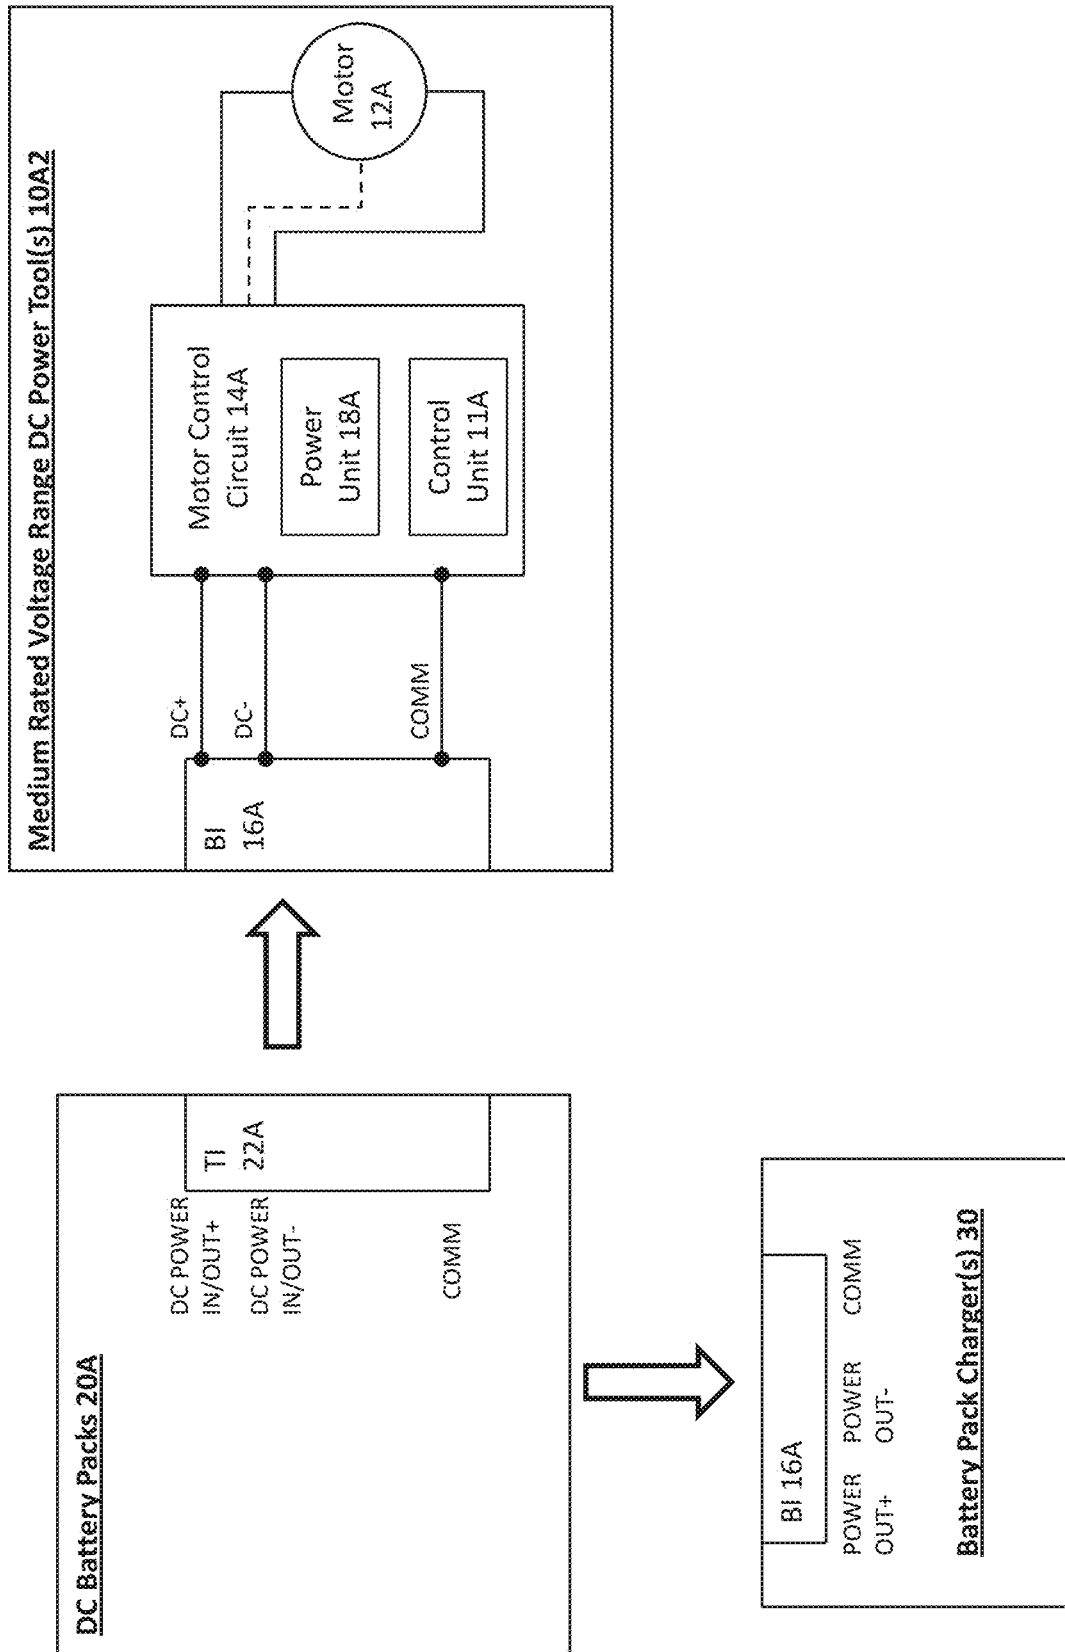 Medium Rated Voltage Range DC Power Tool(s) 10A2
DC+
DC-
COMM
BI
16A
Motor Control
Circuit 14A
Power
Unit 18A
Control
Unit 11A
Motor
12A
DC Battery Packs 20A
DC POWER
IN/OUT+
DC POWER
IN/OUT-
COMM
TI
22A
BI 16A
POWER
OUT+
POWER
OUT-
COMM
Battery Pack Charger(s) 30